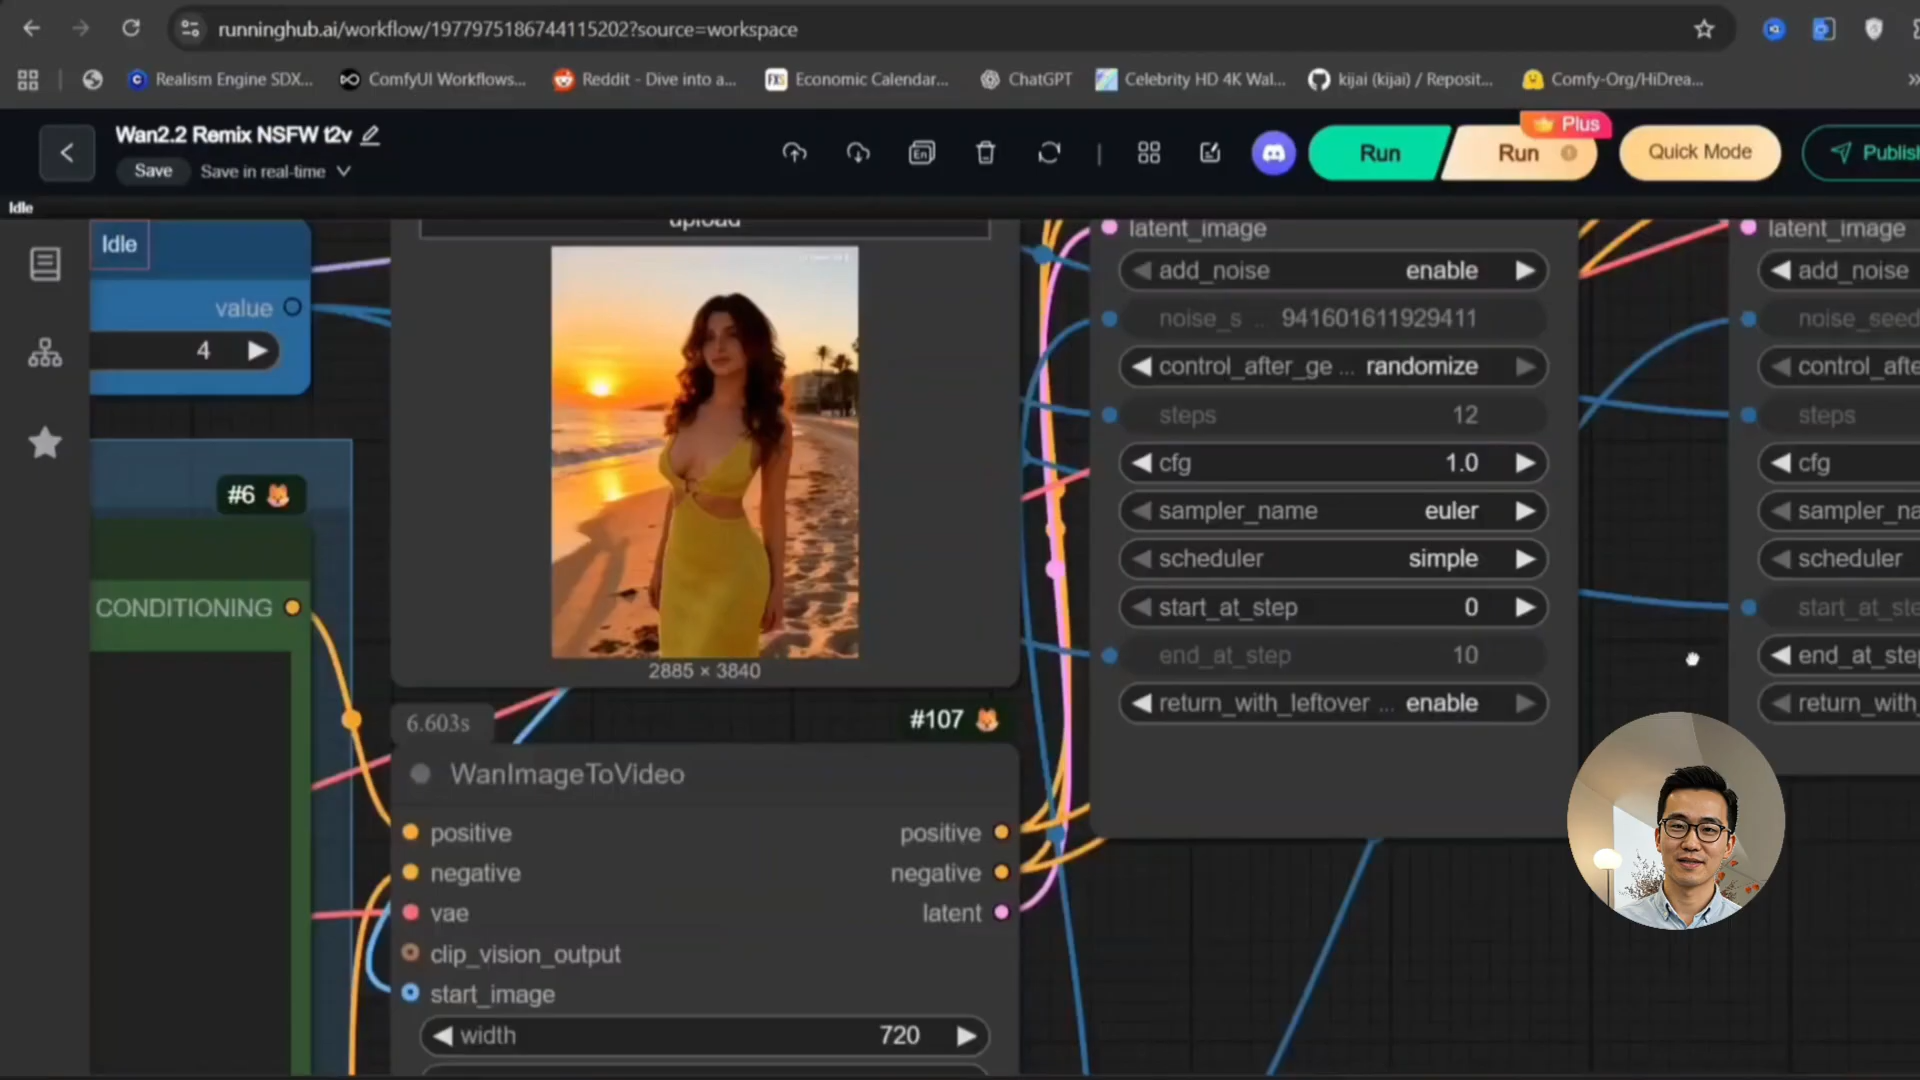 runninghub.ai/workflow/1977975186744115202?source=workspace
Realism Engine SDX...
ComfyUI Workflows...
Reddit - Dive into a...
FXS
Economic Calendar...
ChatGPT
Celebrity HD 4K Wal...
kijai (kijai) / Reposit...
Comfy-Org/HiDrea...
»
Wan2.2 Remix NSFW t2v
Save
Save in real-time
En
Run
Run
Plus
Quick Mode
Publish
Idle
Idle
value
4
#6
CONDITIONING
upload
2885 × 3840
6.603s
#107
WanImageToVideo
positive
positive
negative
negative
vae
latent
clip_vision_output
start_image
width
720
latent_image
add_noise
enable
noise_s ...
941601611929411
control_after_ge ...
randomize
steps
12
cfg
1.0
sampler_name
euler
scheduler
simple
start_at_step
0
end_at_step
10
return_with_leftover ...
enable
latent_image
add_noise
noise_seed
control_afte
steps
cfg
sampler_na
scheduler
start_at_ste
end_at_step
return_with_